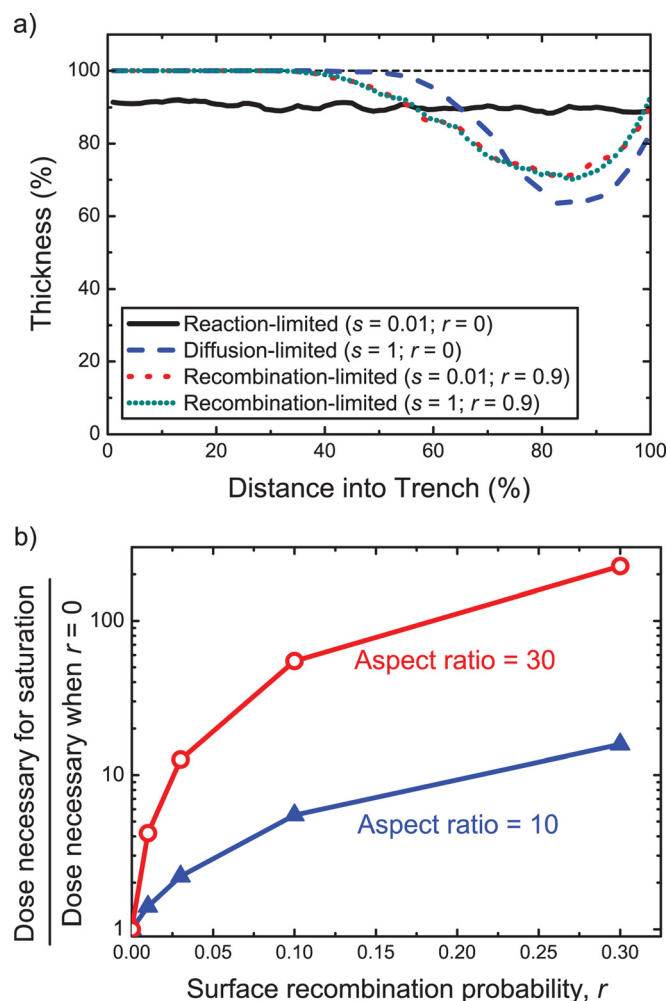 a)
100
80
60
40
20
0
Thickness (%)
Reaction-limited (s = 0.01; r = 0)
Diffusion-limited (s = 1; r = 0)
Recombination-limited (s = 0.01; r = 0.9)
Recombination-limited (s = 1; r = 0.9)
0 20 40 60 80 100
Distance into Trench (%)
b)
Dose necessary for saturation
Dose necessary when r = 0
100
10
1
Aspect ratio = 30
Aspect ratio = 10
0.00 0.05 0.10 0.15 0.20 0.25 0.30
Surface recombination probability, r